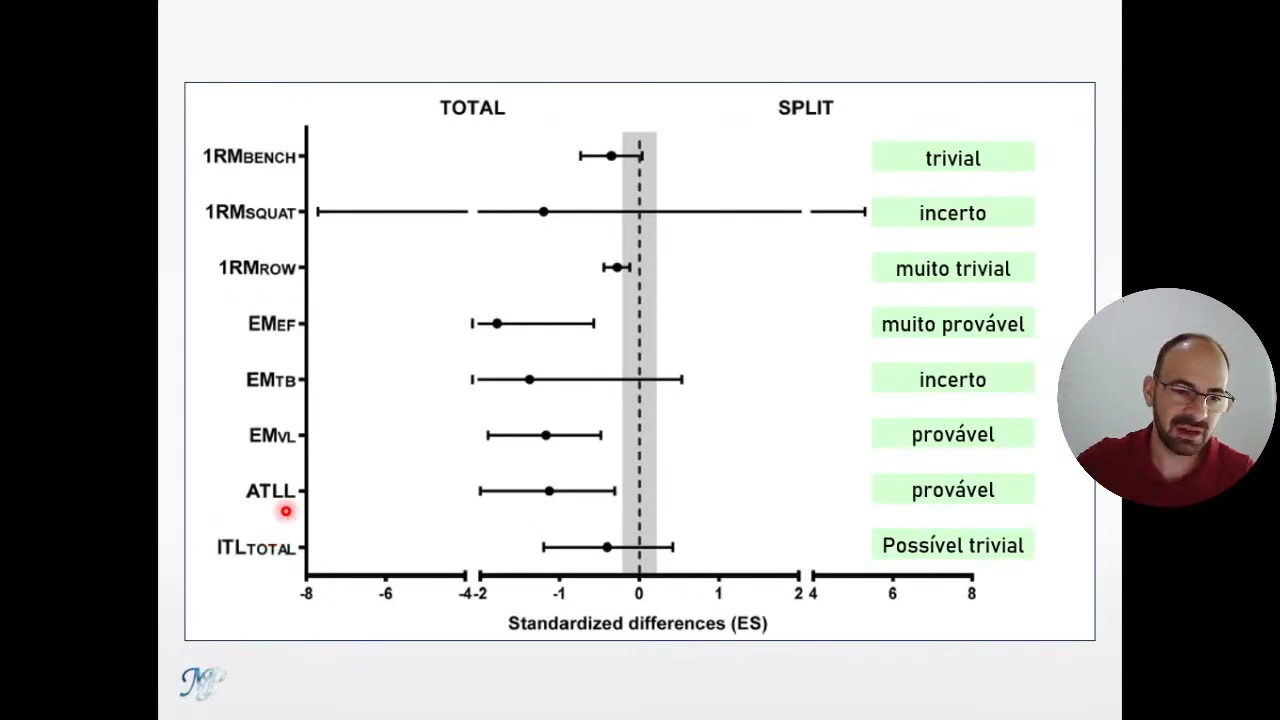 TOTAL SPLIT
1RMBENCH trivial
1RMSQUAT incerto
1RMROW muito trivial
EMEF muito provável
EMTB incerto
EMVL provável
ATLL provável
ITLTOTAL Possível trivial
-8 -6 -4 -2 -1 0 1 2 4 6 8
Standardized differences (ES)